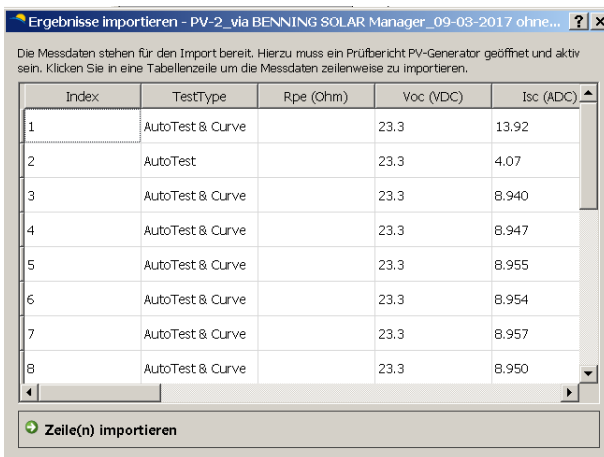 Ergebnisse importieren - PV-2_via BENNING SOLAR Manager_09-03-2017 ohne...
Die Messdaten stehen für den Import bereit. Hierzu muss ein Prüfbericht PV-Generator geöffnet und aktiv
sein. Klicken Sie in eine Tabellenzeile um die Messdaten zeilenweise zu importieren.
Index TestType Rpe (Ohm) Voc (VDC) Isc (ADC)
1 AutoTest & Curve 23.3 13.92
2 AutoTest 23.3 4.07
3 AutoTest & Curve 23.3 8.940
4 AutoTest & Curve 23.3 8.947
5 AutoTest & Curve 23.3 8.955
6 AutoTest & Curve 23.3 8.954
7 AutoTest & Curve 23.3 8.957
8 AutoTest & Curve 23.3 8.950
Zeile(n) importieren